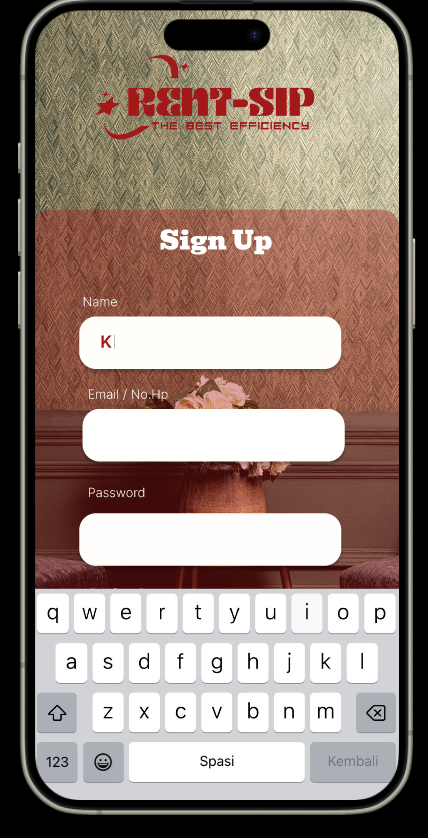 RENT-SIP
THE BEST EFFICIENCY
Sign Up
Name
K
Email / No.Hp
Password
q w e r t y u i o p
a s d f g h j k l
z x c v b n m
123 Spasi Kembali